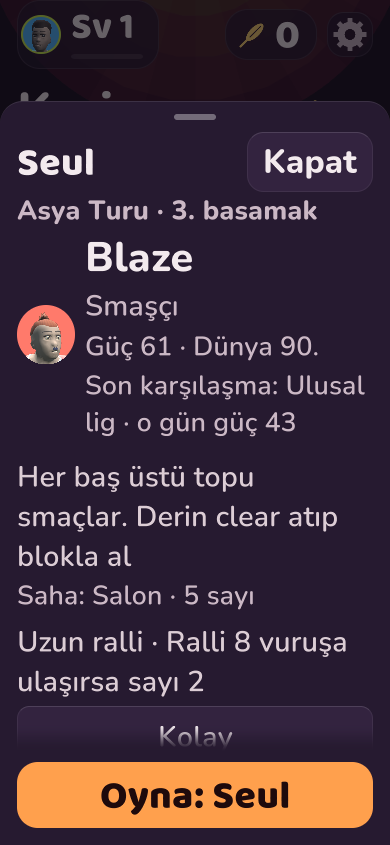 Sv 1
0
Seul
Kapat
Asya Turu · 3. basamak
Blaze
Smaşçı
Güç 61 · Dünya 90.
Son karşılaşma: Ulusal
lig · o gün güç 43
Her baş üstü topu
smaçlar. Derin clear atıp
blokla al
Saha: Salon · 5 sayı
Uzun ralli · Ralli 8 vuruşa
ulaşırsa sayı 2
Kolay
Oyna: Seul